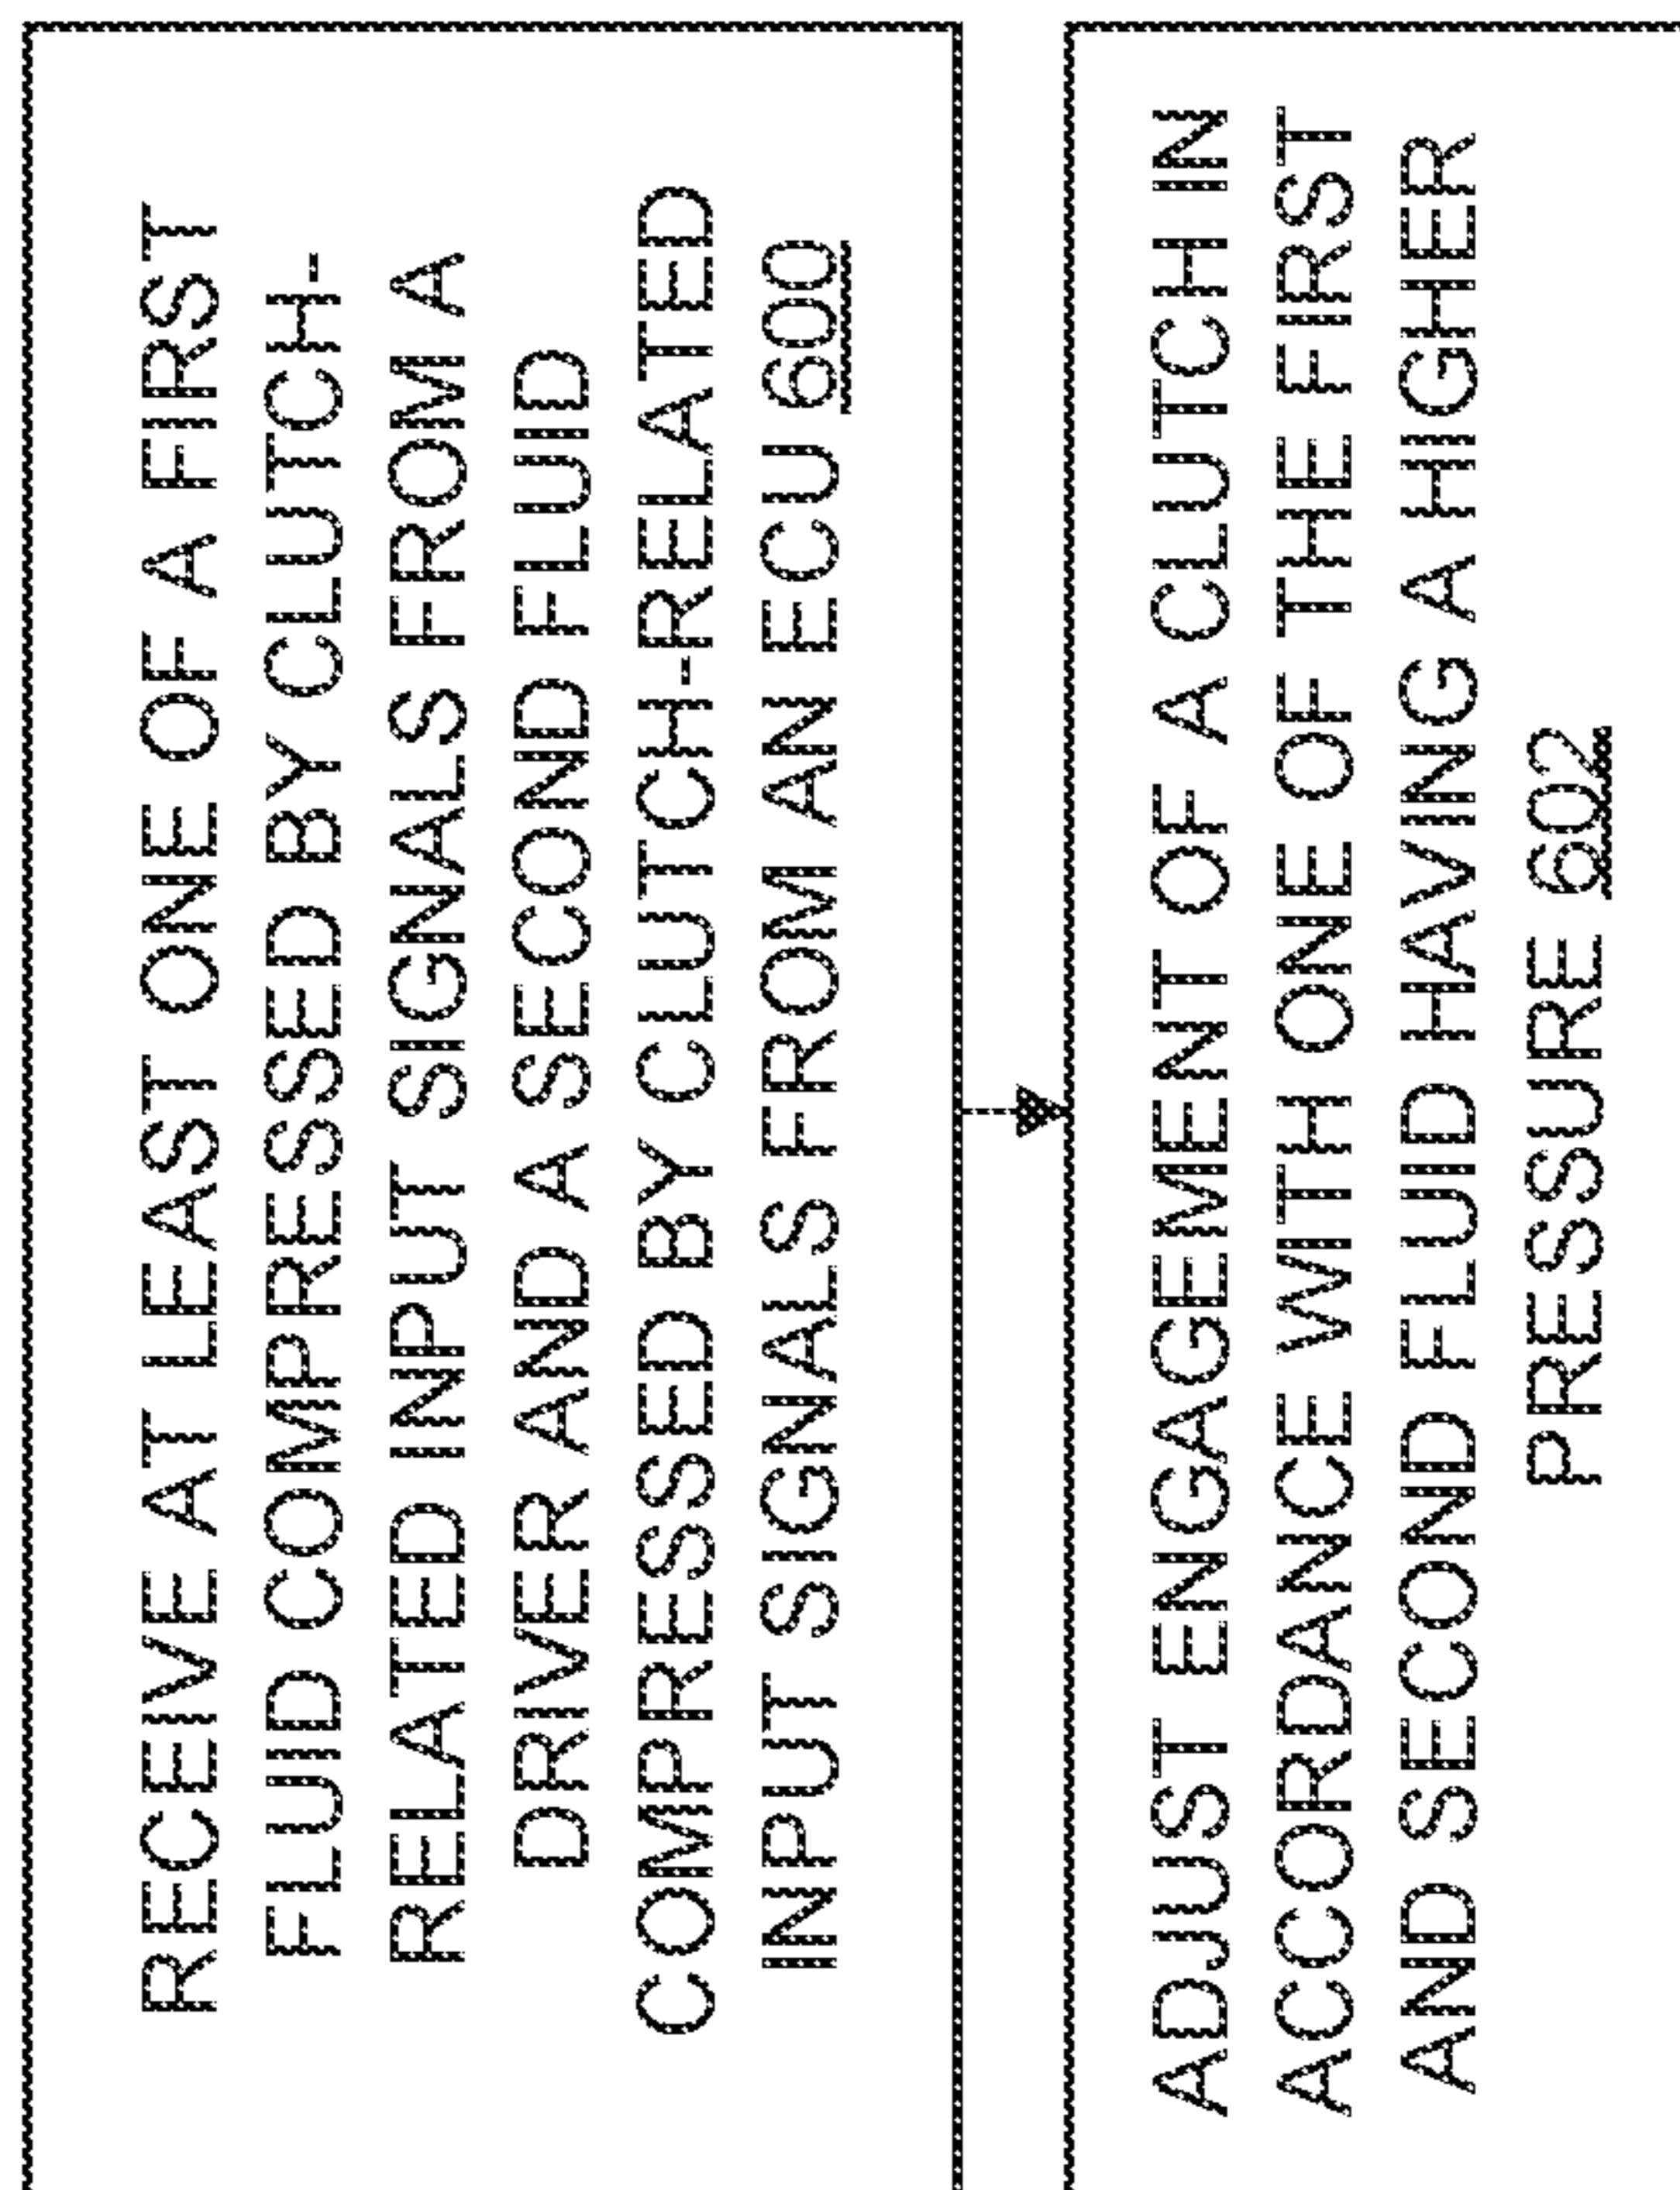 RECEIVE AT LEAST ONE OF A FIRST
FLUID COMPRESSED BY CLUTCH-
RELATED INPUT SIGNALS FROM A
DRIVER AND A SECOND FLUID
COMPRESSED BY CLUTCH-RELATED
INPUT SIGNALS FROM AN ECU 600
ADJUST ENGAGEMENT OF A CLUTCH IN
ACCORDANCE WITH ONE OF THE FIRST
AND SECOND FLUID HAVING A HIGHER
PRESSURE 602